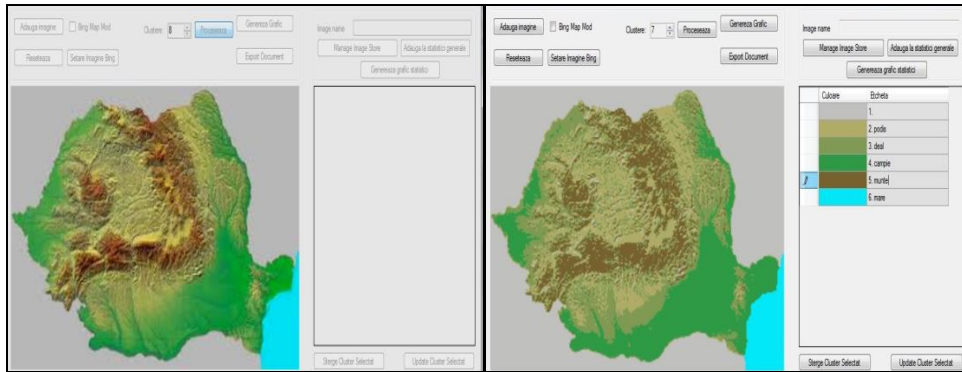 Adauga imagine
Bing Map Mod
Clustere: 8
Proceseaza
Genereaza Grafic
Reseteaza
Setare Imagine Bing
Export Document
Image name
Manage Image Store
Adauga la statistici generale
Genereaza grafic statistici
Sterge Cluster Selectat
Update Cluster Selectat
Adauga imagine
Bing Map Mod
Clustere: 7
Proceseaza
Genereaza Grafic
Reseteaza
Setare Imagine Bing
Export Document
Image name
Manage Image Store
Adauga la statistici generale
Genereaza grafic statistici
Culoare
Eticheta
1.
2. podis
3. deal
4. campie
5. munte
6. mare
Sterge Cluster Selectat
Update Cluster Selectat